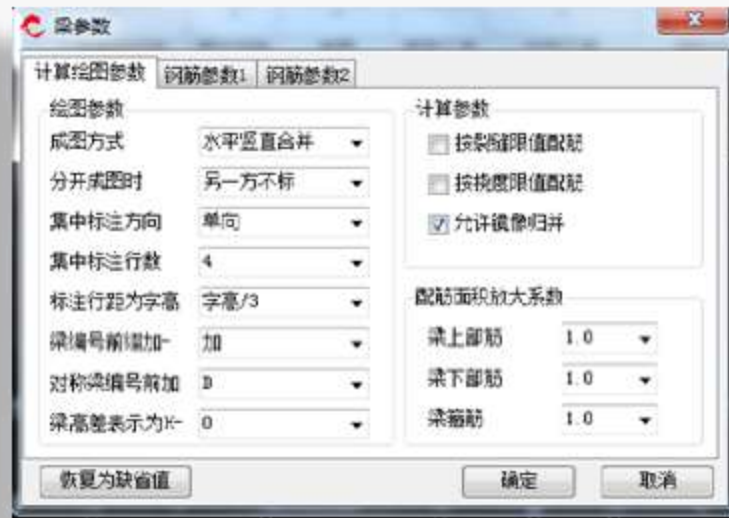 梁参数
计算绘图参数 钢筋参数1 钢筋参数2
绘图参数
成图方式 水平竖直合并
分开成图时 另一方不标
集中标注方向 单向
集中标注行数 4
标注行距为字高 字高/3
梁编号前缀加- 加
对称梁编号前加 D
梁高差表示为H- 0
计算参数
按裂缝限值配筋
按挠度限值配筋
允许镜像归并
配筋面积放大系数
梁上部筋 1.0
梁下部筋 1.0
梁箍筋 1.0
恢复为缺省值 确定 取消